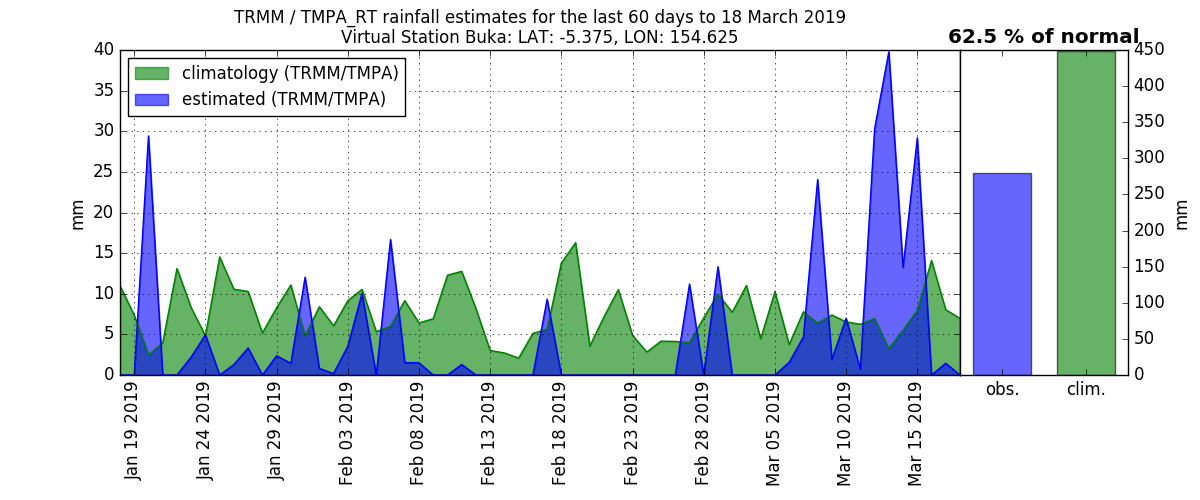 TRMM / TMPA_RT rainfall estimates for the last 60 days to 18 March 2019
Virtual Station Buka: LAT: -5.375, LON: 154.625
62.5 % of normal
climatology (TRMM/TMPA)
estimated (TRMM/TMPA)
mm
40
35
30
25
20
15
10
5
0
450
400
350
300
250
200
150
100
50
0
mm
obs.
clim.
Jan 19 2019
Jan 24 2019
Jan 29 2019
Feb 03 2019
Feb 08 2019
Feb 13 2019
Feb 18 2019
Feb 23 2019
Feb 28 2019
Mar 05 2019
Mar 10 2019
Mar 15 2019